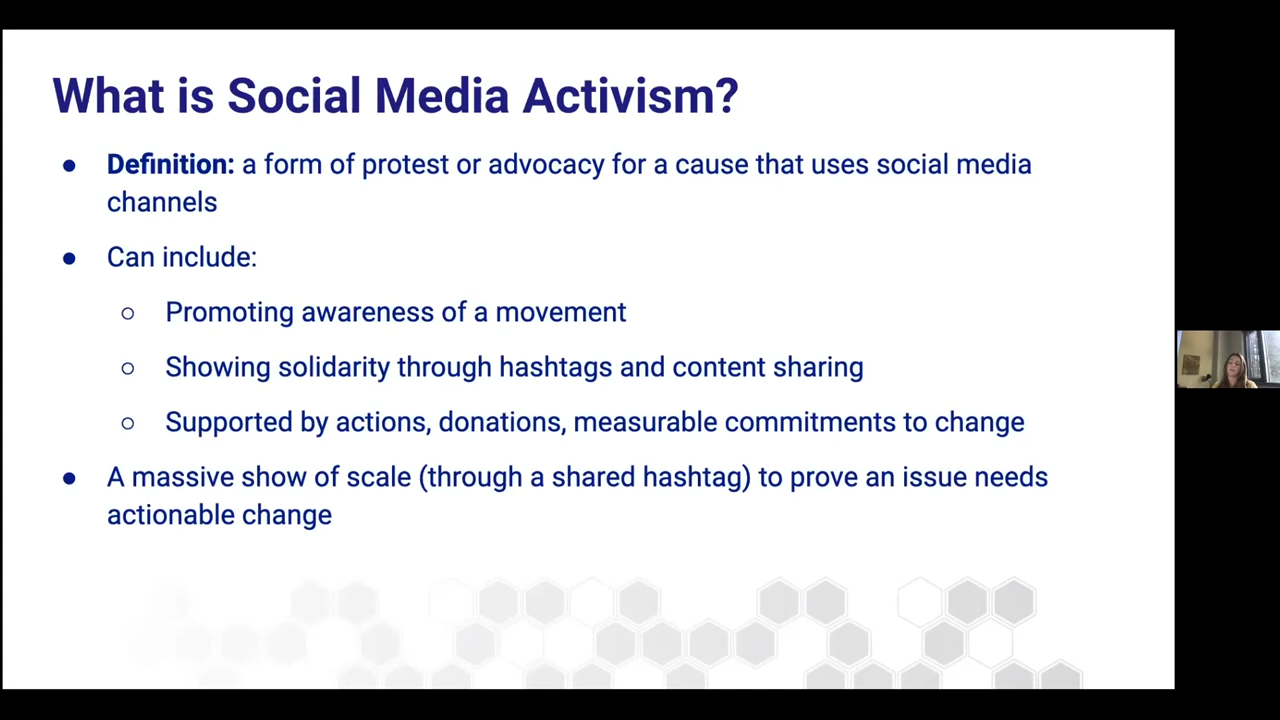 What is Social Media Activism?
● Definition: a form of protest or advocacy for a cause that uses social media
channels
● Can include:
○ Promoting awareness of a movement
○ Showing solidarity through hashtags and content sharing
○ Supported by actions, donations, measurable commitments to change
● A massive show of scale (through a shared hashtag) to prove an issue needs
actionable change